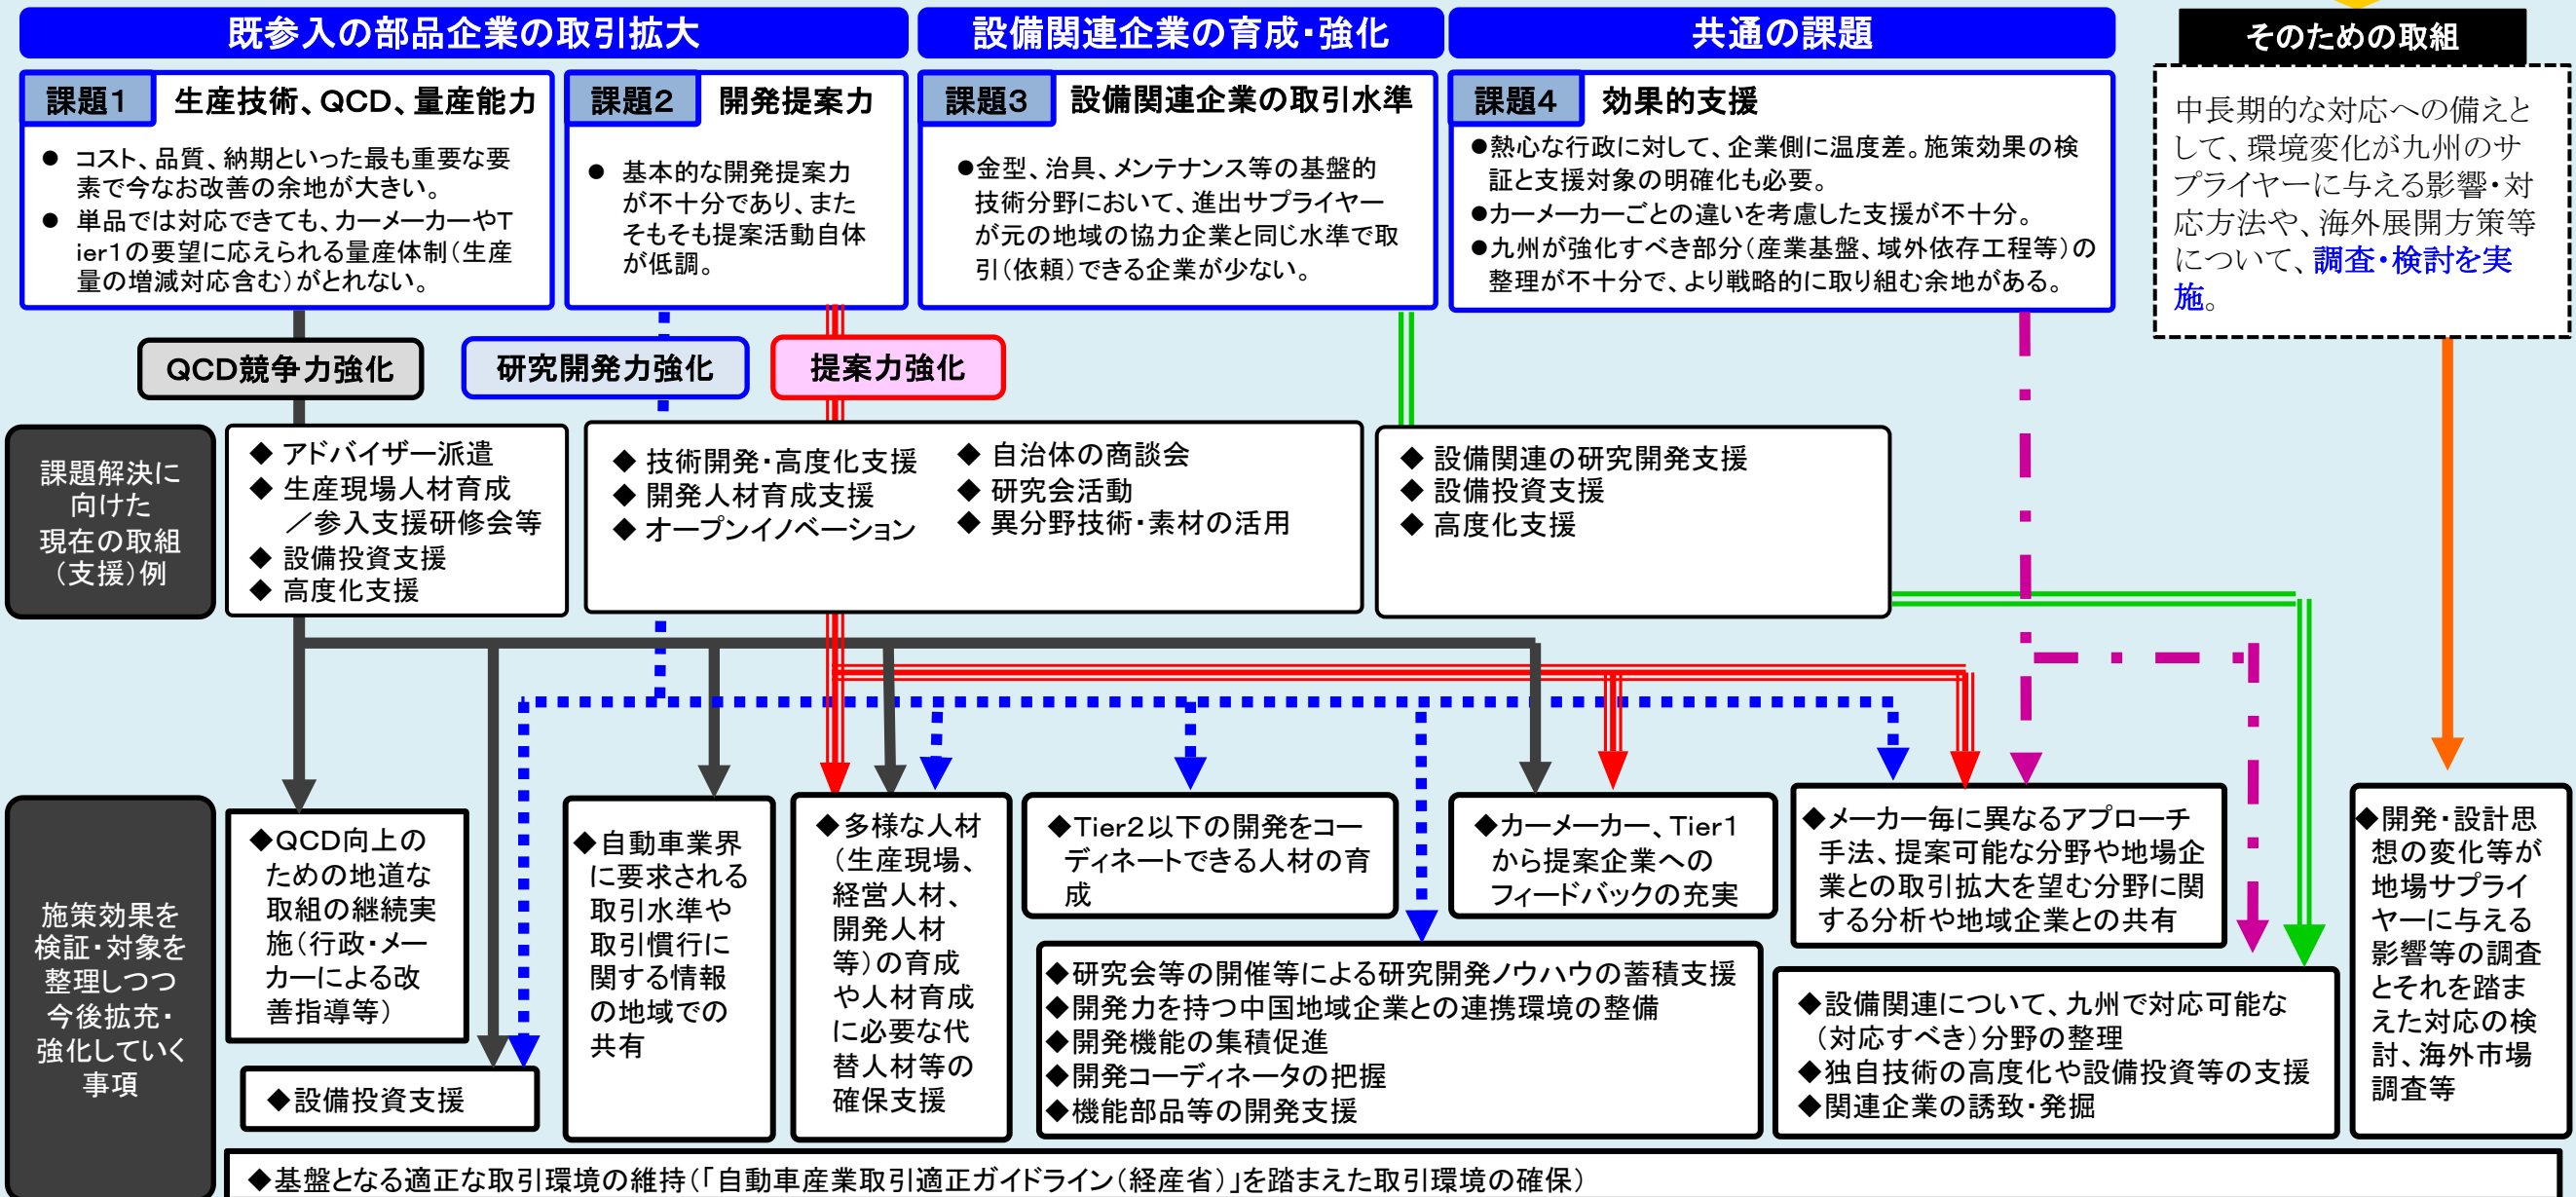 既参入の部品企業の取引拡大
設備関連企業の育成・強化
共通の課題
そのための取組
課題1 生産技術、QCD、量産能力
● コスト、品質、納期といった最も重要な要
素で今なお改善の余地が大きい。
● 単品では対応できても、カーメーカーやT
ier1の要望に応えられる量産体制(生産
量の増減対応含む)がとれない。
課題2 開発提案力
● 基本的な開発提案力
が不十分であり、また
そもそも提案活動自体
が低調。
課題3 設備関連企業の取引水準
●金型、治具、メンテナンス等の基盤的
技術分野において、進出サプライヤー
が元の地域の協力企業と同じ水準で取
引(依頼)できる企業が少ない。
課題4 効果的支援
●熱心な行政に対して、企業側に温度差。施策効果の検
証と支援対象の明確化も必要。
●カーメーカーごとの違いを考慮した支援が不十分。
●九州が強化すべき部分(産業基盤、域外依存工程等)の
整理が不十分で、より戦略的に取り組む余地がある。
中長期的な対応への備えと
して、環境変化が九州のサ
プライヤーに与える影響・対
応方法や、海外展開方策等
について、調査・検討を実
施。
QCD競争力強化
研究開発力強化
提案力強化
課題解決に
向けた
現在の取組
(支援)例
◆ アドバイザー派遣
◆ 生産現場人材育成
/参入支援研修会等
◆ 設備投資支援
◆ 高度化支援
◆ 技術開発・高度化支援
◆ 開発人材育成支援
◆ オープンイノベーション
◆ 自治体の商談会
◆ 研究会活動
◆ 異分野技術・素材の活用
◆ 設備関連の研究開発支援
◆ 設備投資支援
◆ 高度化支援
施策効果を
検証・対象を
整理しつつ
今後拡充・
強化していく
事項
◆QCD向上の
ための地道な
取組の継続実
施(行政・メー
カーによる改
善指導等)
◆設備投資支援
◆自動車業界
に要求される
取引水準や
取引慣行に
関する情報
の地域での
共有
◆多様な人材
(生産現場、
経営人材、
開発人材
等)の育成
や人材育成
に必要な代
替人材等の
確保支援
◆Tier2以下の開発をコー
ディネートできる人材の育
成
◆カーメーカー、Tier1
から提案企業への
フィードバックの充実
◆メーカー毎に異なるアプローチ
手法、提案可能な分野や地場企
業との取引拡大を望む分野に関
する分析や地域企業との共有
◆研究会等の開催等による研究開発ノウハウの蓄積支援
◆開発力を持つ中国地域企業との連携環境の整備
◆開発機能の集積促進
◆開発コーディネータの把握
◆機能部品等の開発支援
◆設備関連について、九州で対応可能な
(対応すべき)分野の整理
◆独自技術の高度化や設備投資等の支援
◆関連企業の誘致・発掘
◆開発・設計思
想の変化等が
地場サプライ
ヤーに与える
影響等の調査
とそれを踏ま
えた対応の検
討、海外市場
調査等
◆基盤となる適正な取引環境の維持(「自動車産業取引適正ガイドライン(経産省)」を踏まえた取引環境の確保)